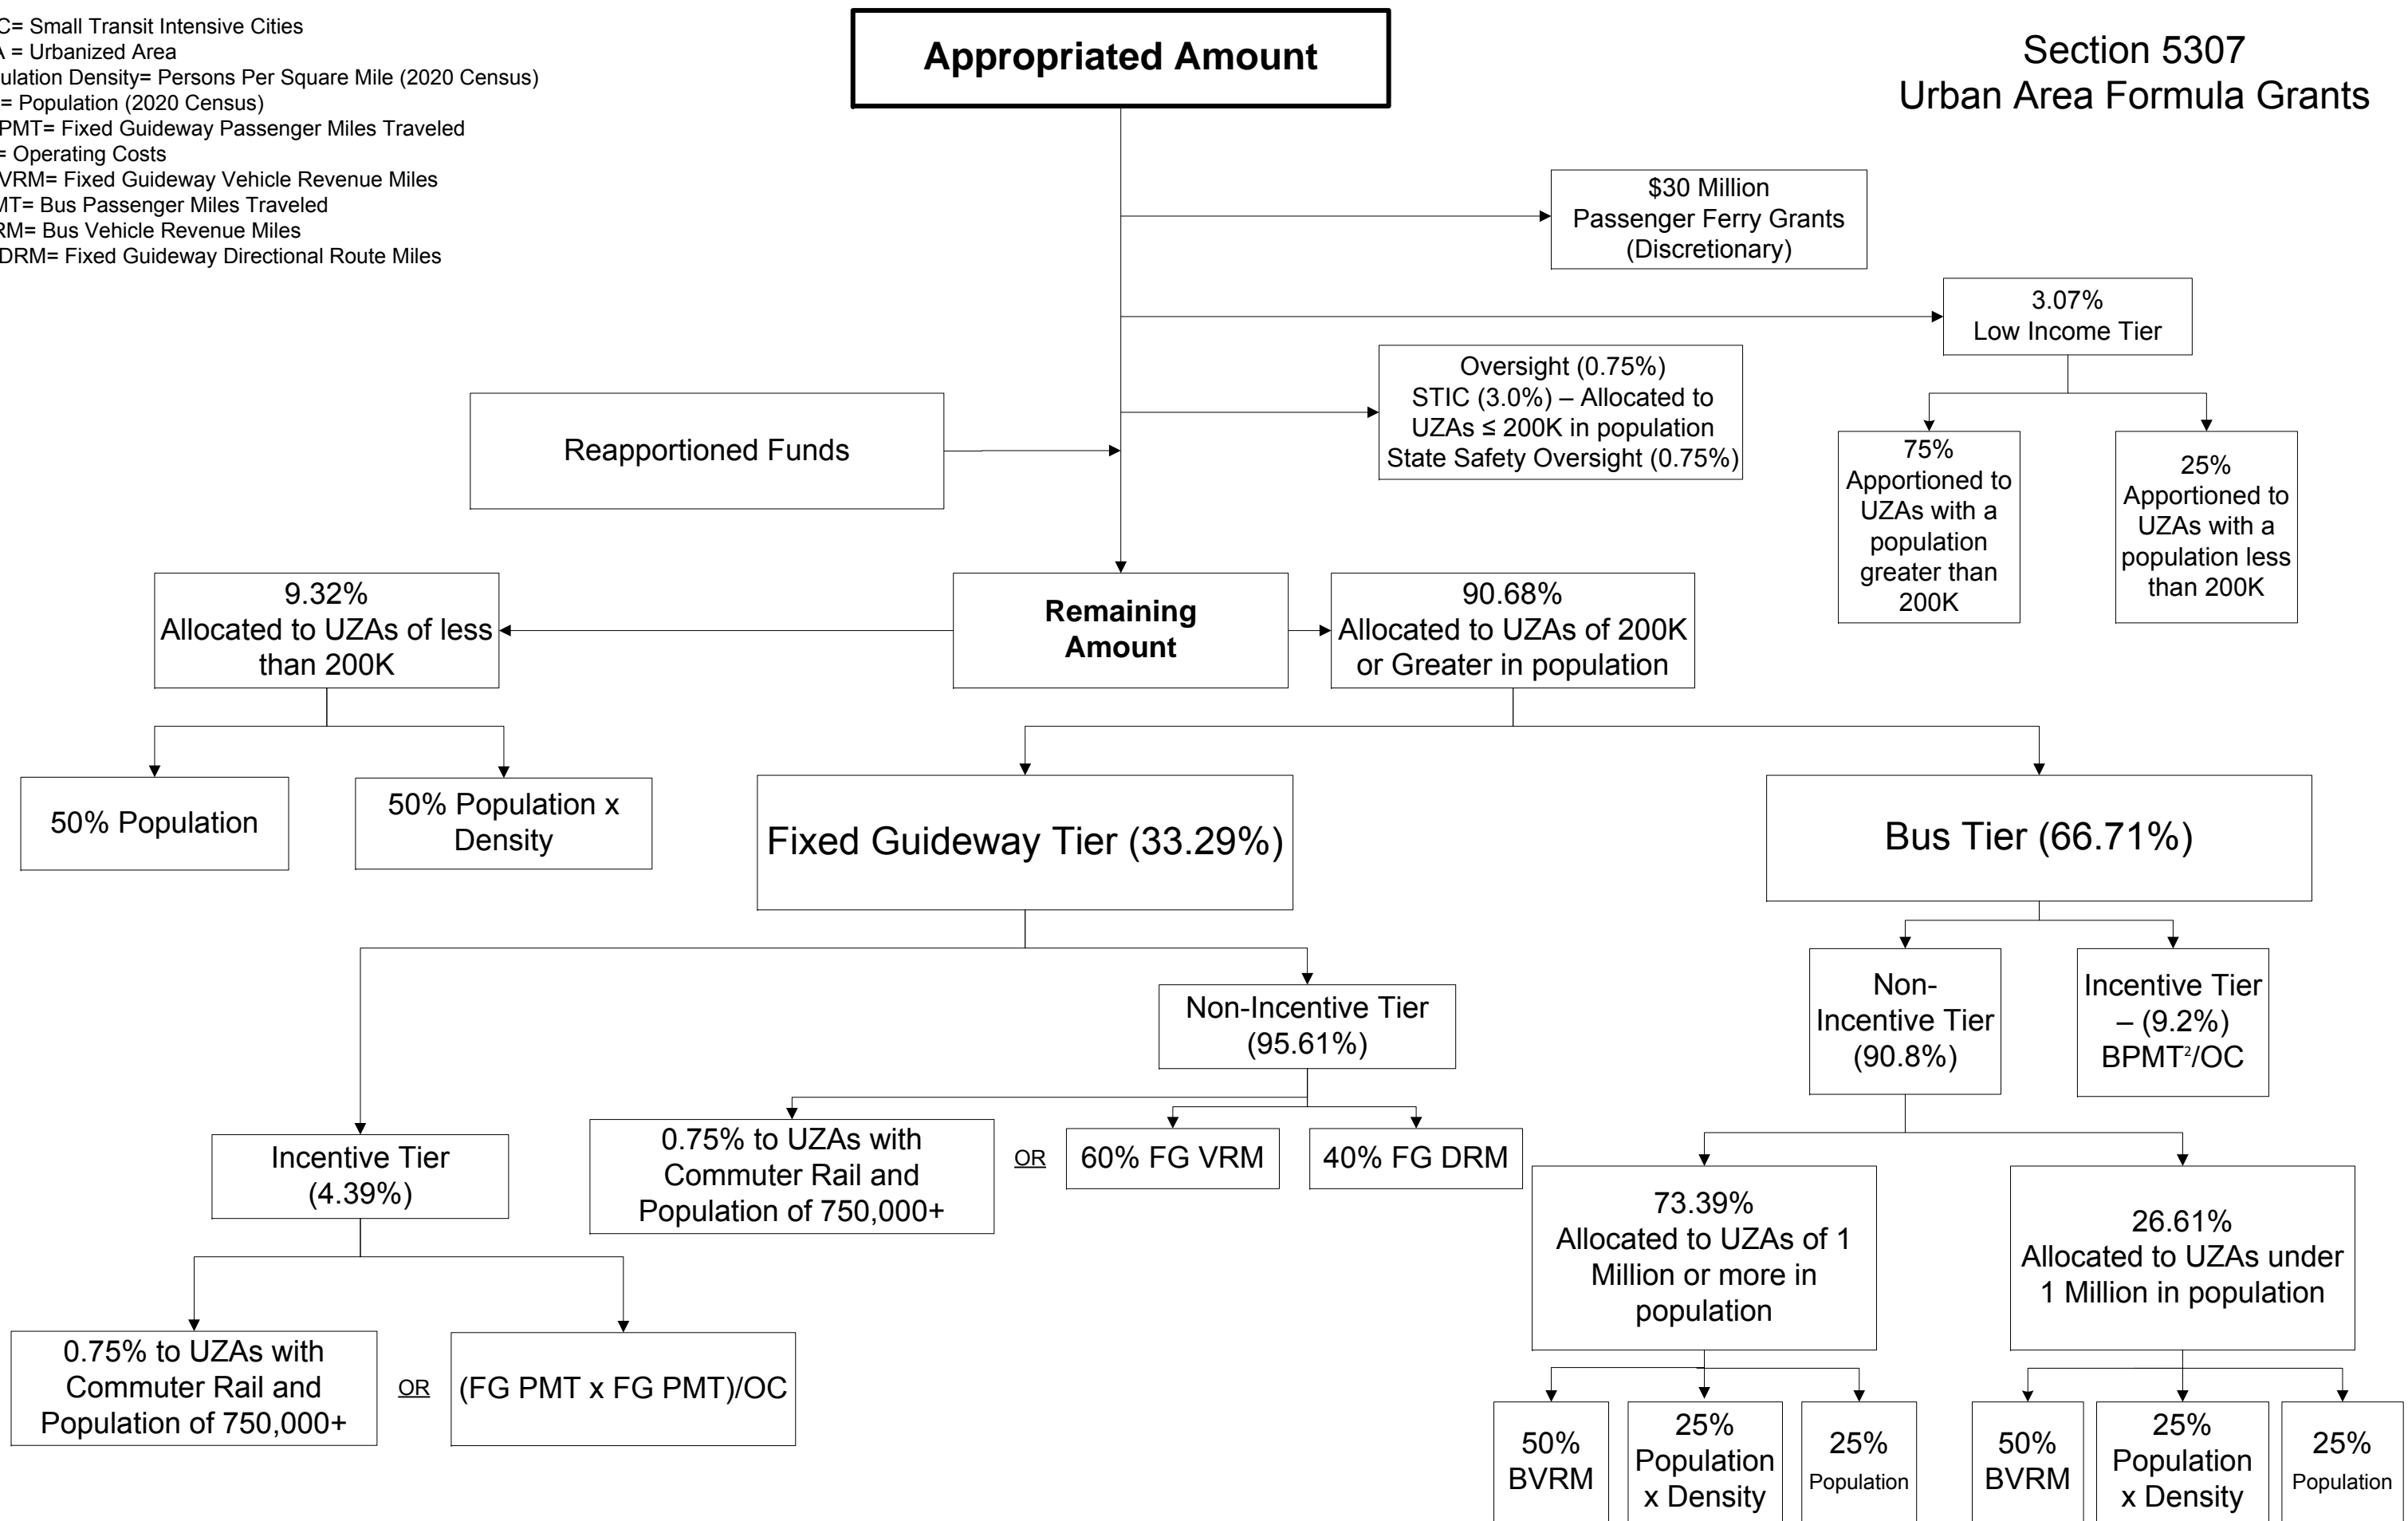 C= Small Transit Intensive Cities
= Urbanized Area
ulation Density= Persons Per Square Mile (2020 Census)
= Population (2020 Census)
PMT= Fixed Guideway Passenger Miles Traveled
= Operating Costs
VRM= Fixed Guideway Vehicle Revenue Miles
MT= Bus Passenger Miles Traveled
RM= Bus Vehicle Revenue Miles
DRM= Fixed Guideway Directional Route Miles
Appropriated Amount
Section 5307
Urban Area Formula Grants
$30 Million
Passenger Ferry Grants
(Discretionary)
3.07%
Low Income Tier
Oversight (0.75%)
STIC (3.0%) – Allocated to
UZAs ≤ 200K in population
State Safety Oversight (0.75%)
Reapportioned Funds
75%
Apportioned to
UZAs with a
population
greater than
200K
25%
Apportioned to
UZAs with a
population less
than 200K
9.32%
Allocated to UZAs of less
than 200K
Remaining
Amount
90.68%
Allocated to UZAs of 200K
or Greater in population
50% Population
50% Population x
Density
Fixed Guideway Tier (33.29%)
Bus Tier (66.71%)
Non-Incentive Tier
(95.61%)
Non-
Incentive Tier
(90.8%)
Incentive Tier
– (9.2%)
BPMT²/OC
Incentive Tier
(4.39%)
0.75% to UZAs with
Commuter Rail and
Population of 750,000+
OR
60% FG VRM
40% FG DRM
73.39%
Allocated to UZAs of 1
Million or more in
population
26.61%
Allocated to UZAs under
1 Million in population
0.75% to UZAs with
Commuter Rail and
Population of 750,000+
OR
(FG PMT x FG PMT)/OC
50%
BVRM
25%
Population
x Density
25%
Population
50%
BVRM
25%
Population
x Density
25%
Population